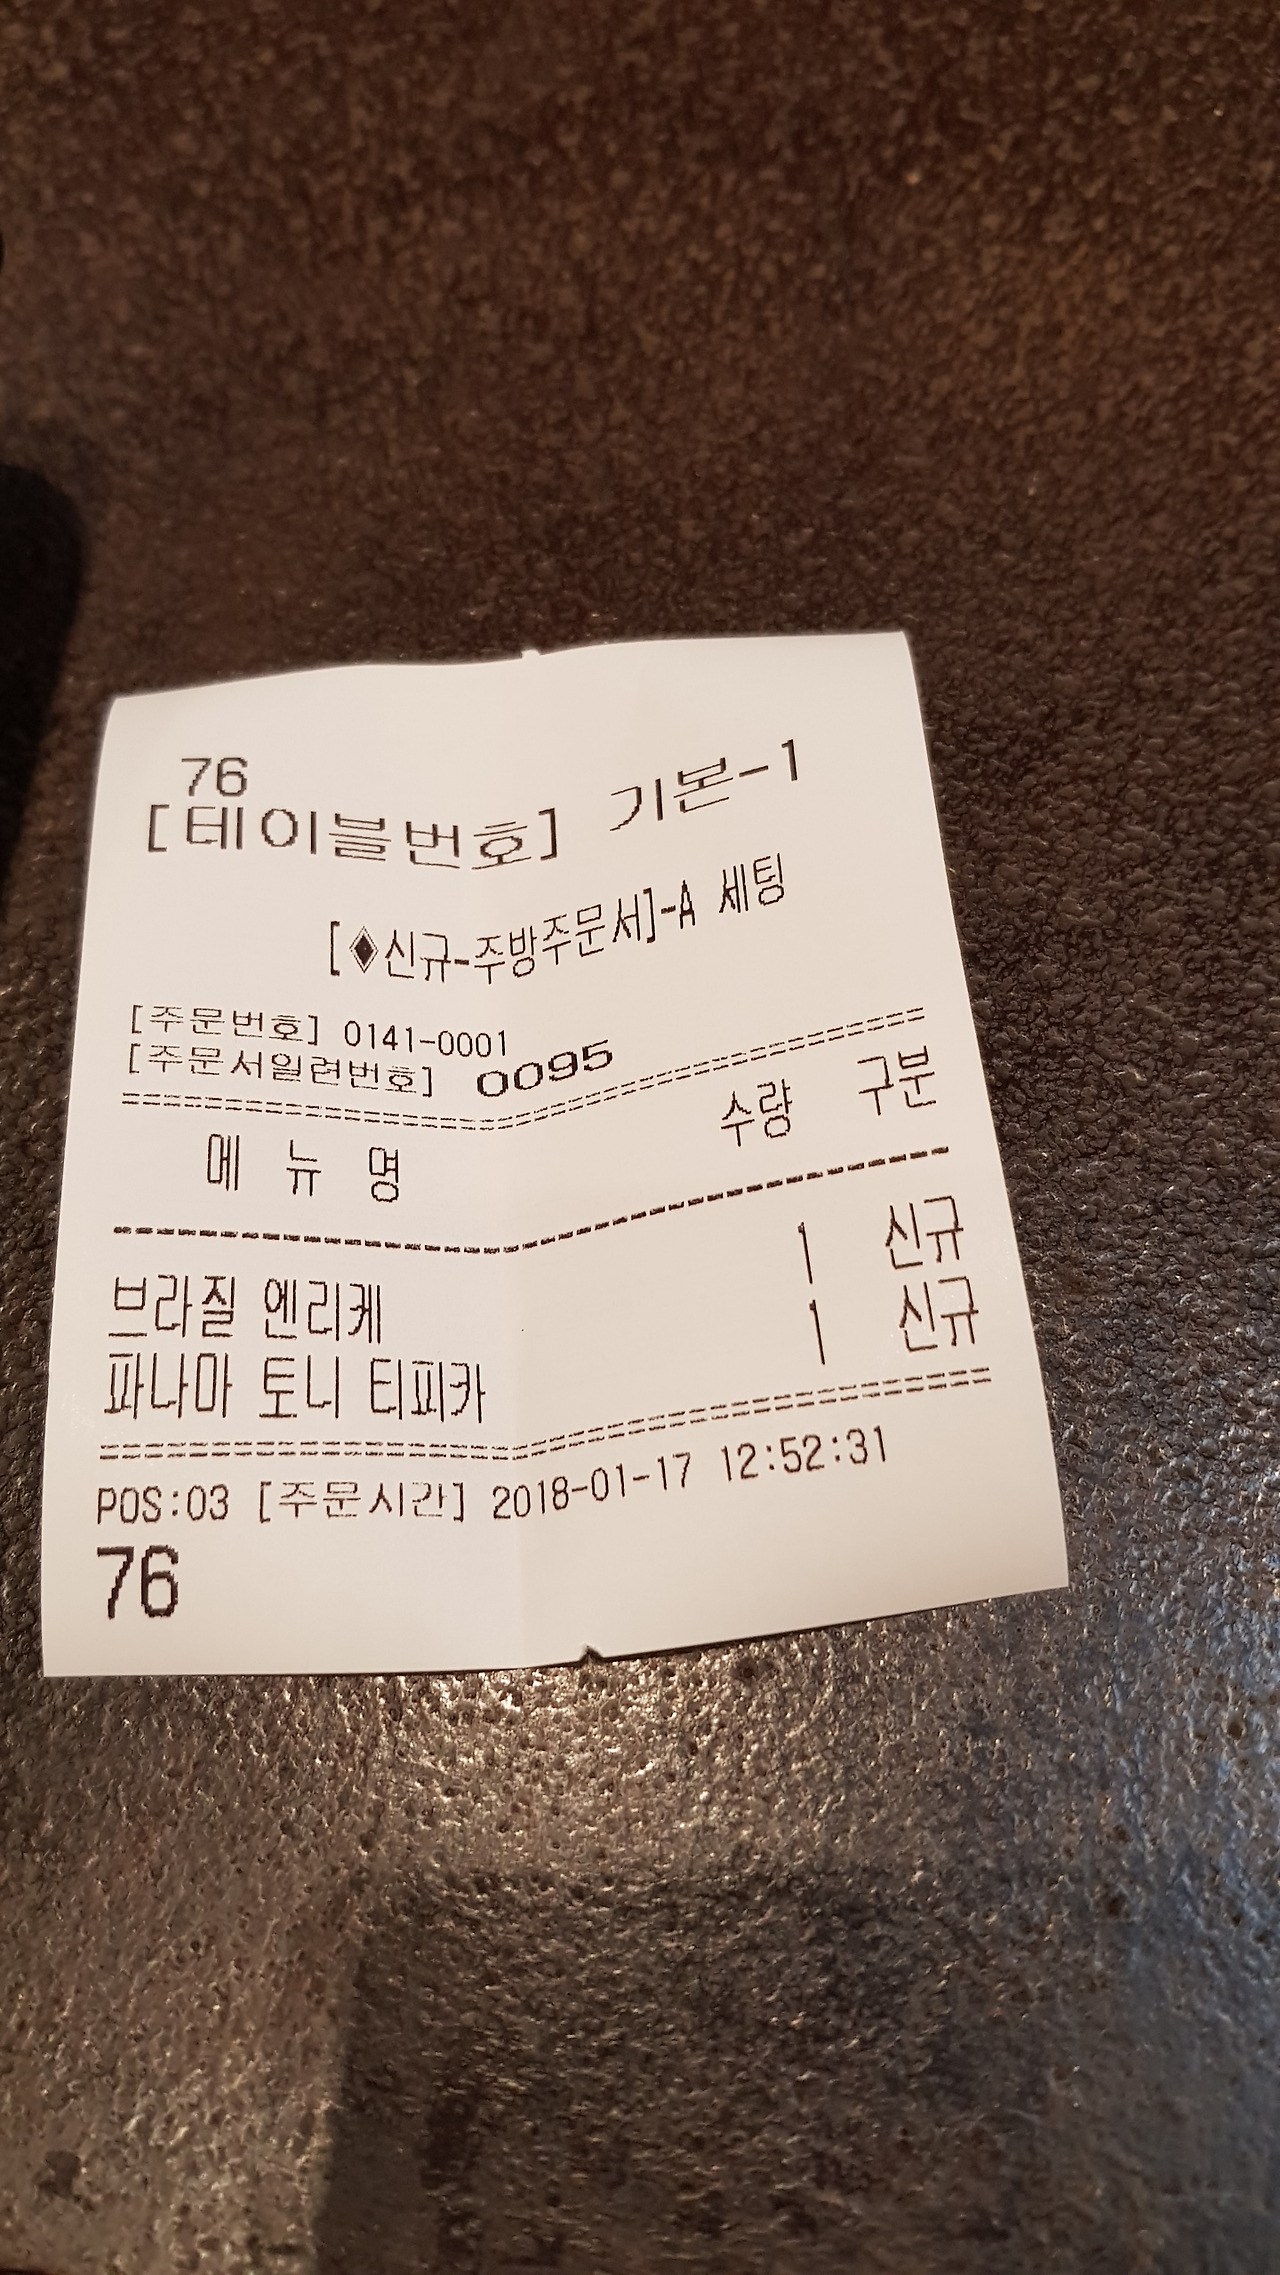 76
[테이블번호] 기본-1
[◈신규-주방주문서]-A 세팅
[주문번호] 0141-0001
[주문서일련번호] 0095
메 뉴 명 수량 구분
브라질 엔리케 1 신규
파나마 토니 티피카 1 신규
POS:03 [주문시간] 2018-01-17 12:52:31
76